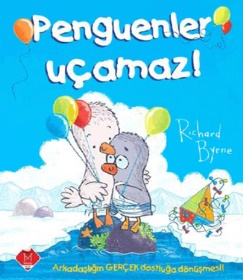 Penguenler
uçamaz!
Richard
Byrne
Arkadaşlığın GERÇEK dostluğa dönüşmesi!